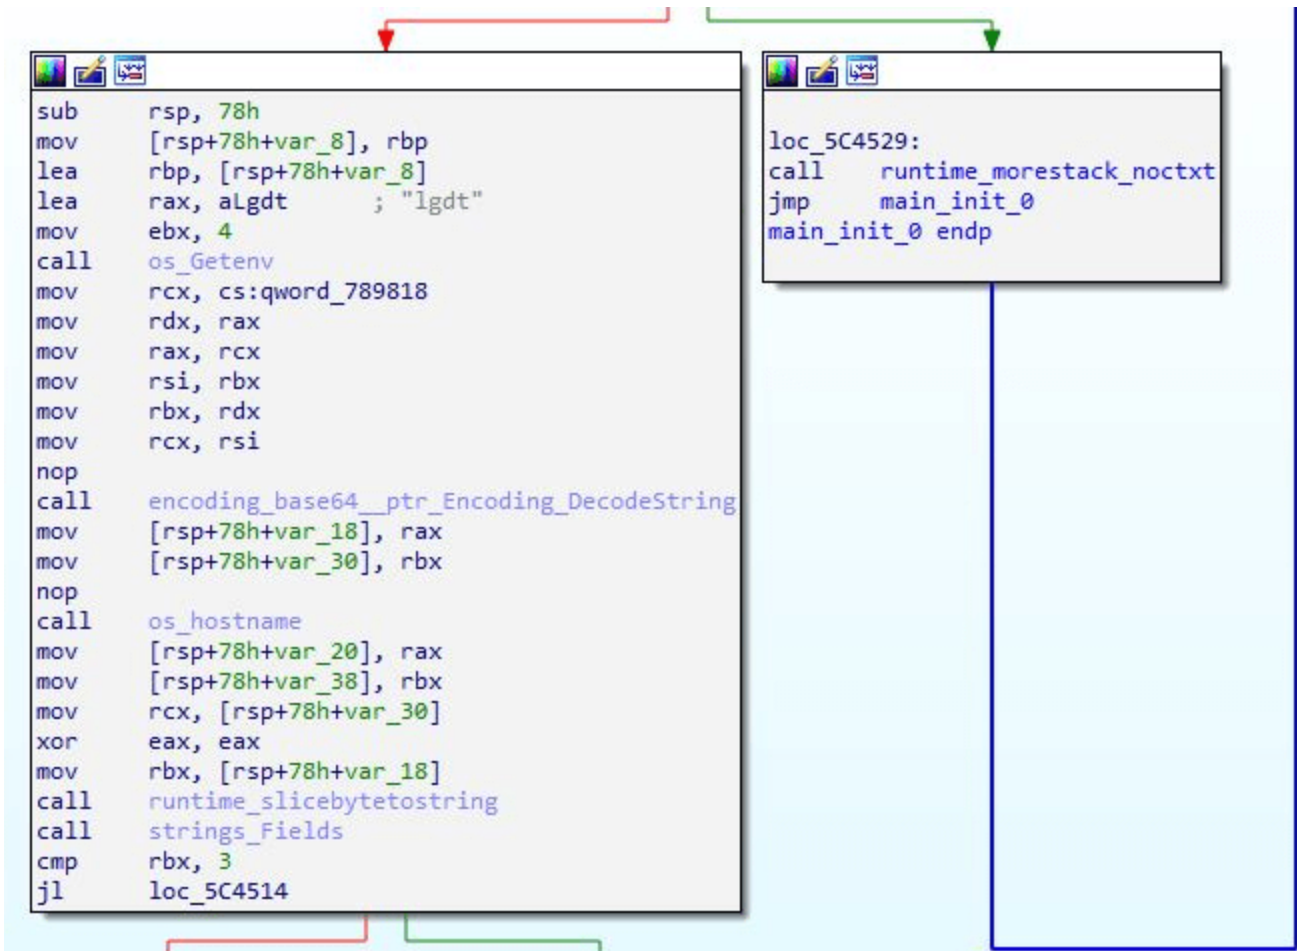 sub rsp, 78h
mov [rsp+78h+var_8], rbp
lea rbp, [rsp+78h+var_8]
lea rax, aLgdt ; "lgdt"
mov ebx, 4
call os_Getenv
mov rcx, cs:qword_789818
mov rdx, rax
mov rax, rcx
mov rsi, rbx
mov rbx, rdx
mov rcx, rsi
nop
call encoding_base64__ptr_Encoding_DecodeString
mov [rsp+78h+var_18], rax
mov [rsp+78h+var_30], rbx
nop
call os_hostname
mov [rsp+78h+var_20], rax
mov [rsp+78h+var_38], rbx
mov rcx, [rsp+78h+var_30]
xor eax, eax
mov rbx, [rsp+78h+var_18]
call runtime_slicebytetostring
call strings_Fields
cmp rbx, 3
jl loc_5C4514
loc_5C4529:
call runtime_morestack_noctxt
jmp main_init_0
main_init_0 endp